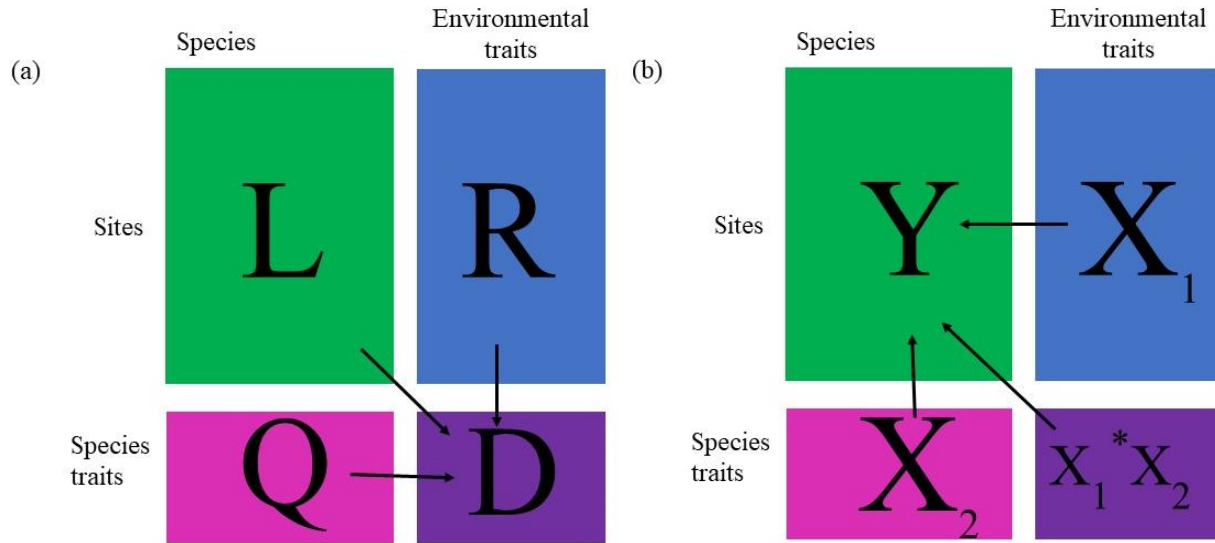 (a)
Species
Environmental
traits
Sites
L
R
Species
traits
Q
D
(b)
Species
Environmental
traits
Sites
Y
X1
Species
traits
X2
X1*X2